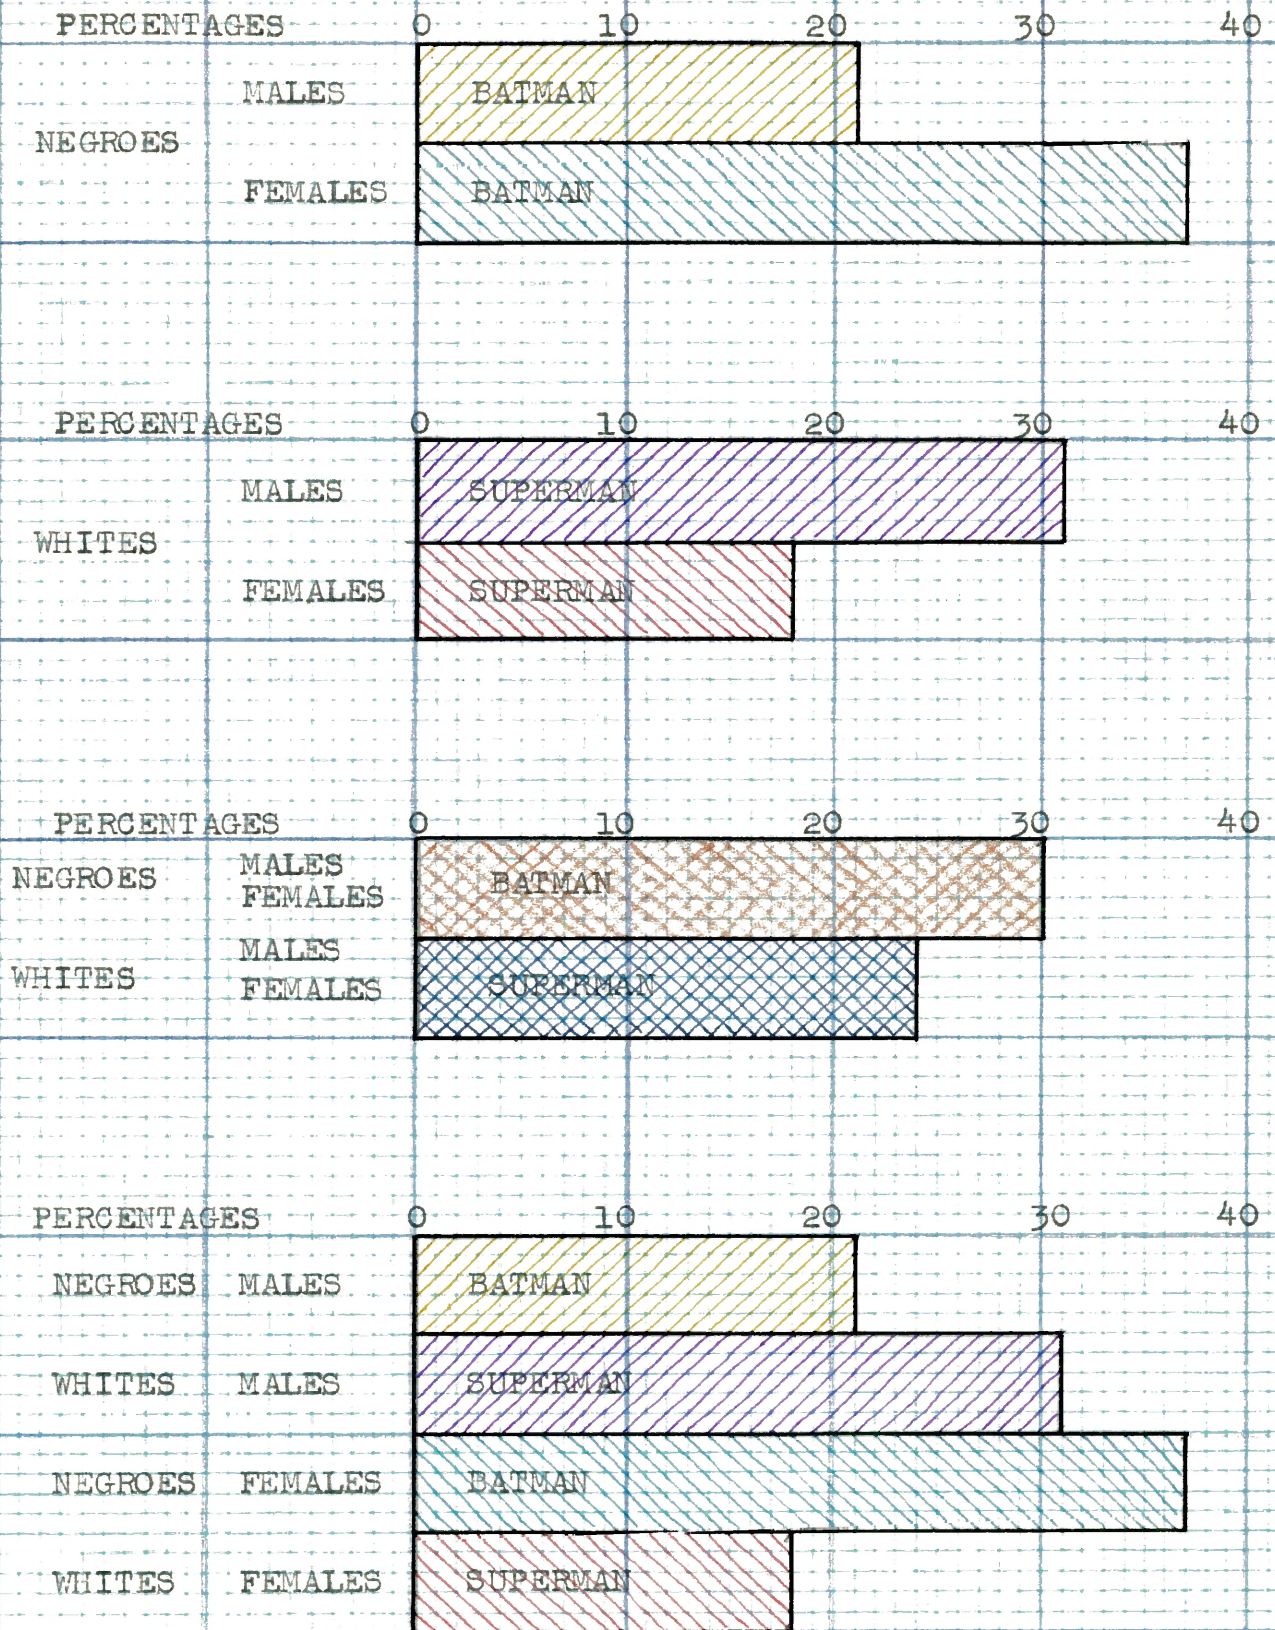 PERCENTAGES 0 10 20 30 40
MALES BATMAN
NEGROES
FEMALES BATMAN
PERCENTAGES 0 10 20 30 40
MALES SUPERMAN
WHITES
FEMALES SUPERMAN
PERCENTAGES 0 10 20 30 40
MALES
NEGROES BATMAN
FEMALES
MALES
WHITES SUPERMAN
FEMALES
PERCENTAGES 0 10 20 30 40
NEGROES MALES BATMAN
WHITES MALES SUPERMAN
NEGROES FEMALES BATMAN
WHITES FEMALES SUPERMAN